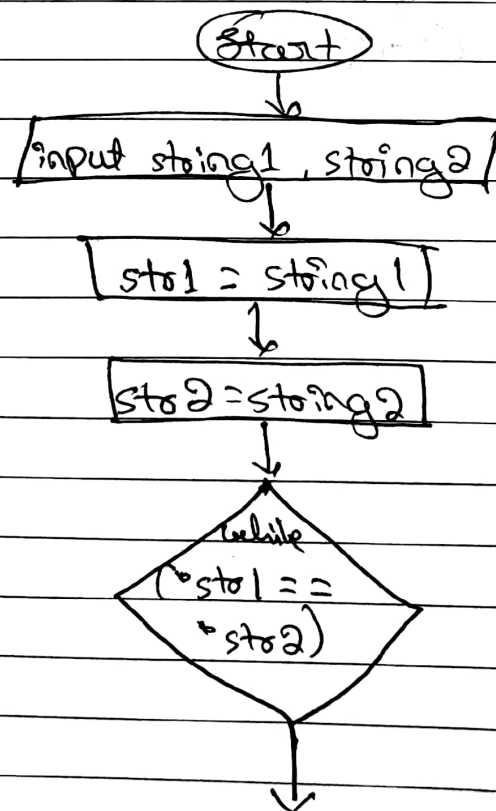 Start
input string1, string2
str1 = string1
str2 = string2
while
(*str1 ==
*str2)